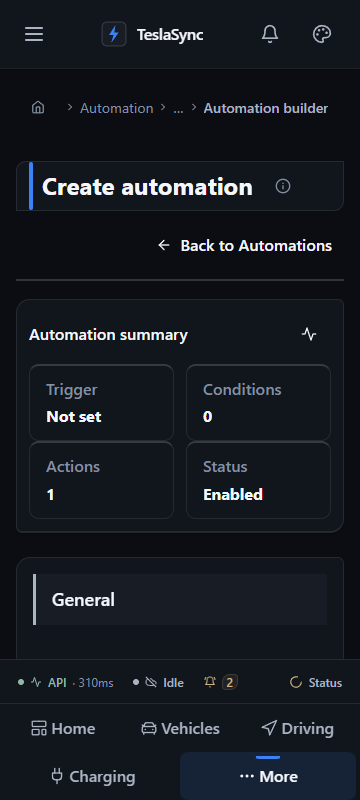 TeslaSync
Automation ... Automation builder
Create automation
Back to Automations
Automation summary
Trigger
Not set
Conditions
0
Actions
1
Status
Enabled
General
API · 310ms Idle 2 Status
Home Vehicles Driving
Charging ... More